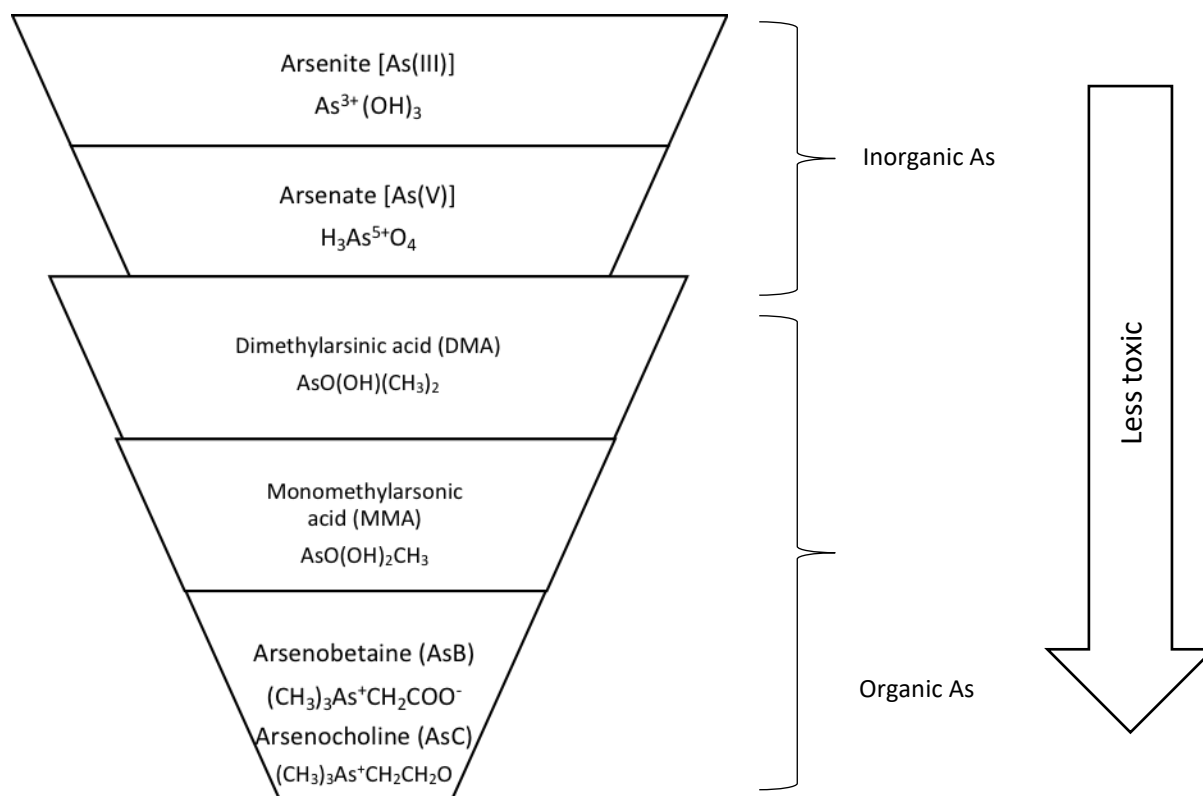 Arsenite [As(III)]
As³⁺ (OH)₃
Inorganic As
Arsenate [As(V)]
H₃As⁵⁺O₄
Dimethylarsinic acid (DMA)
AsO(OH)(CH₃)₂
Less toxic
Monomethylarsonic
acid (MMA)
AsO(OH)₂CH₃
Arsenobetaine (AsB)
(CH₃)₃As⁺CH₂COO⁻
Organic As
Arsenocholine (AsC)
(CH₃)₃As⁺CH₂CH₂O